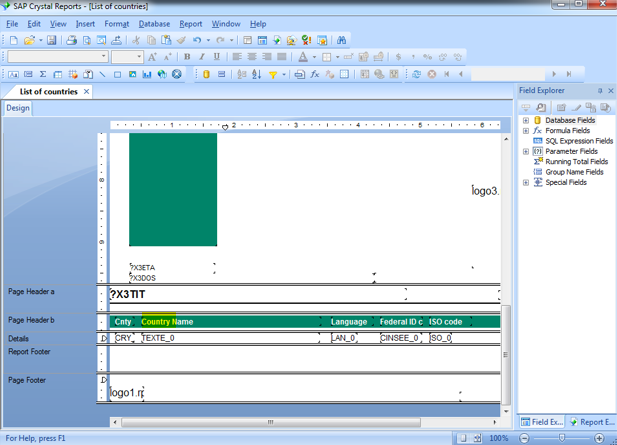 SAP Crystal Reports - [List of countries]
File Edit View Insert Format Database Report Window Help
List of countries
Design
1 2 3 4 5 6
logo3.
?X3ETA
?X3DOS
Page Header a
?X3TIT
Page Header b
Cnty Country Name Language Federal ID c ISO code
Details
CRY_ TEXTE_0 LAN_0 CINSEE_0 ISO_0
Report Footer
Page Footer
logo1.r
Field Explorer
Database Fields
Formula Fields
SQL Expression Fields
Parameter Fields
Running Total Fields
Group Name Fields
Special Fields
Field Ex... Report E...
For Help, press F1
100%